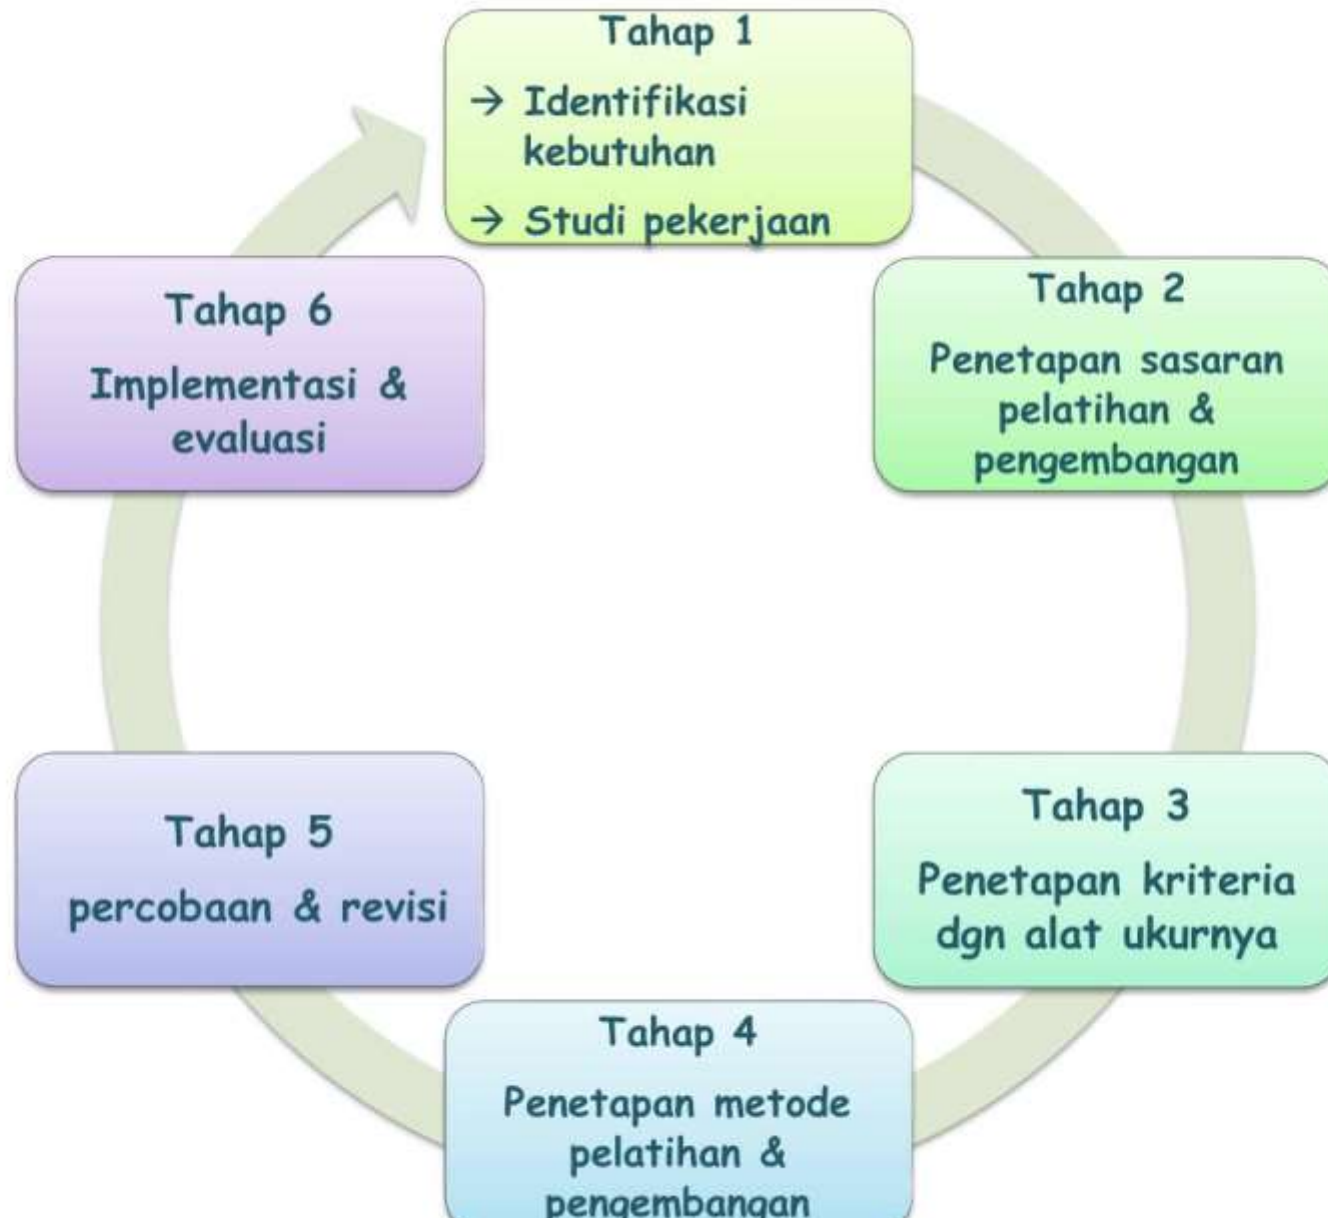 Tahap 1
→ Identifikasi
kebutuhan
→ Studi pekerjaan
Tahap 2
Penetapan sasaran
pelatihan &
pengembangan
Tahap 3
Penetapan kriteria
dgn alat ukurnya
Tahap 4
Penetapan metode
pelatihan &
pengembangan
Tahap 5
percobaan & revisi
Tahap 6
Implementasi &
evaluasi